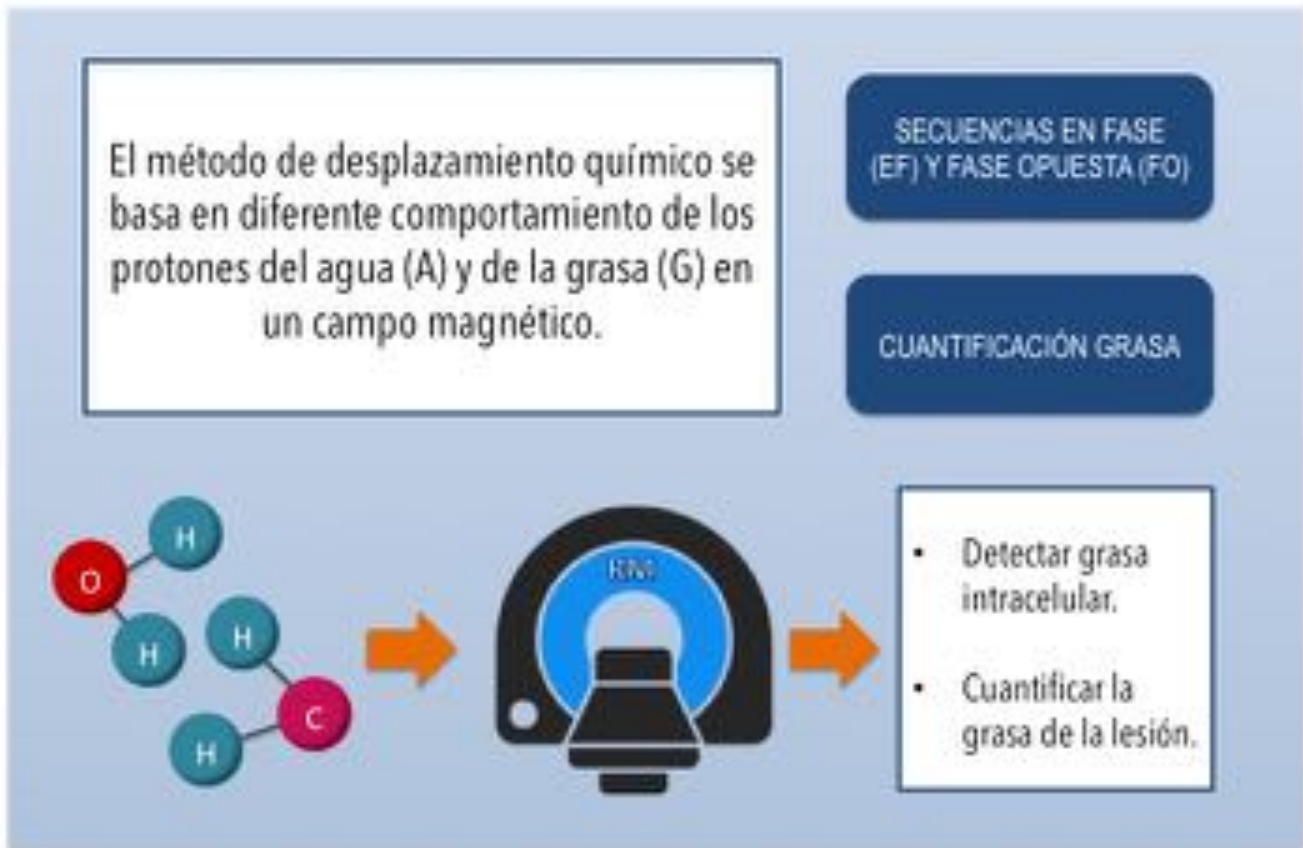 El método de desplazamiento químico se
basa en diferente comportamiento de los
protones del agua (A) y de la grasa (G) en
un campo magnético.
SECUENCIAS EN FASE
(EF) Y FASE OPUESTA (FO)
CUANTIFICACIÓN GRASA
O
H
H
H
C
H
RM
• Detectar grasa
intracelular.
• Cuantificar la
grasa de la lesión.